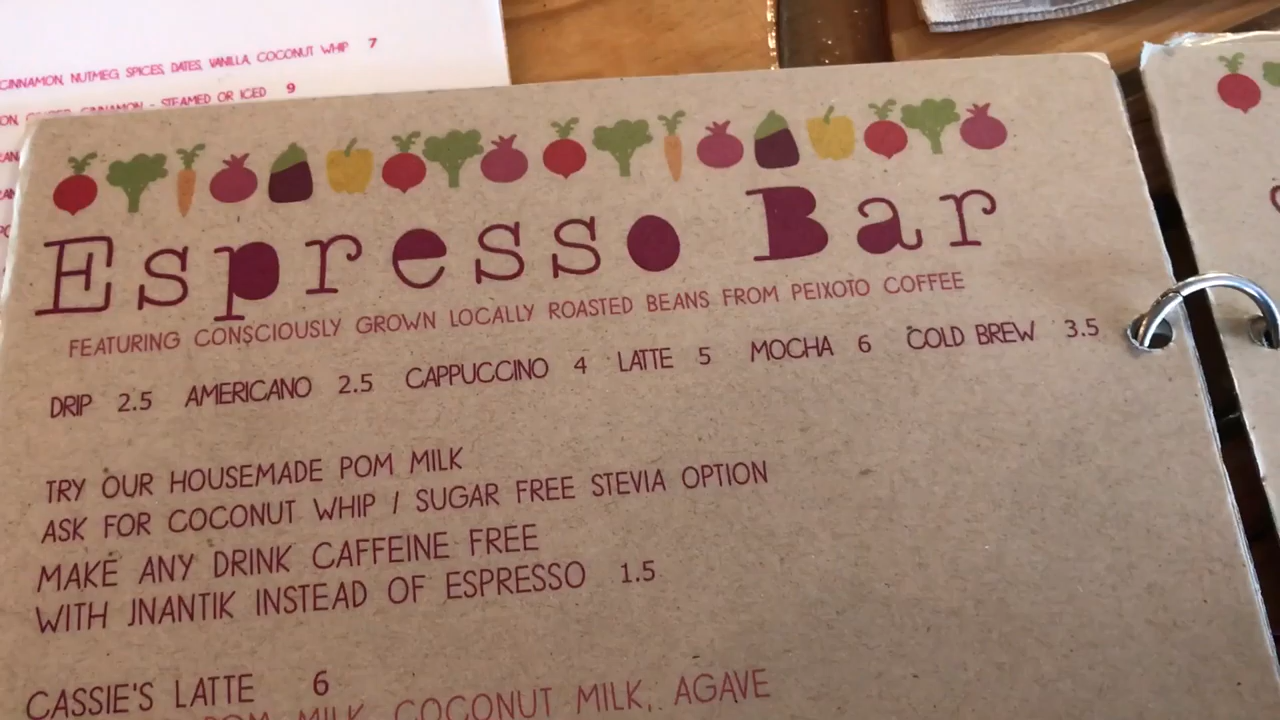 CINNAMON, NUTMEG SPICES, DATES, VANILLA, COCONUT WHIP 7
CINNAMON - STEAMED OR ICED 9
Espresso Bar
FEATURING CONSCIOUSLY GROWN LOCALLY ROASTED BEANS FROM PEIXOTO COFFEE
DRIP 2.5 AMERICANO 2.5 CAPPUCCINO 4 LATTE 5 MOCHA 6 COLD BREW 3.5
TRY OUR HOUSEMADE POM MILK
ASK FOR COCONUT WHIP / SUGAR FREE STEVIA OPTION
MAKE ANY DRINK CAFFEINE FREE
WITH JNANTIK INSTEAD OF ESPRESSO 1.5
CASSIE'S LATTE 6
POM MILK, COCONUT MILK, AGAVE